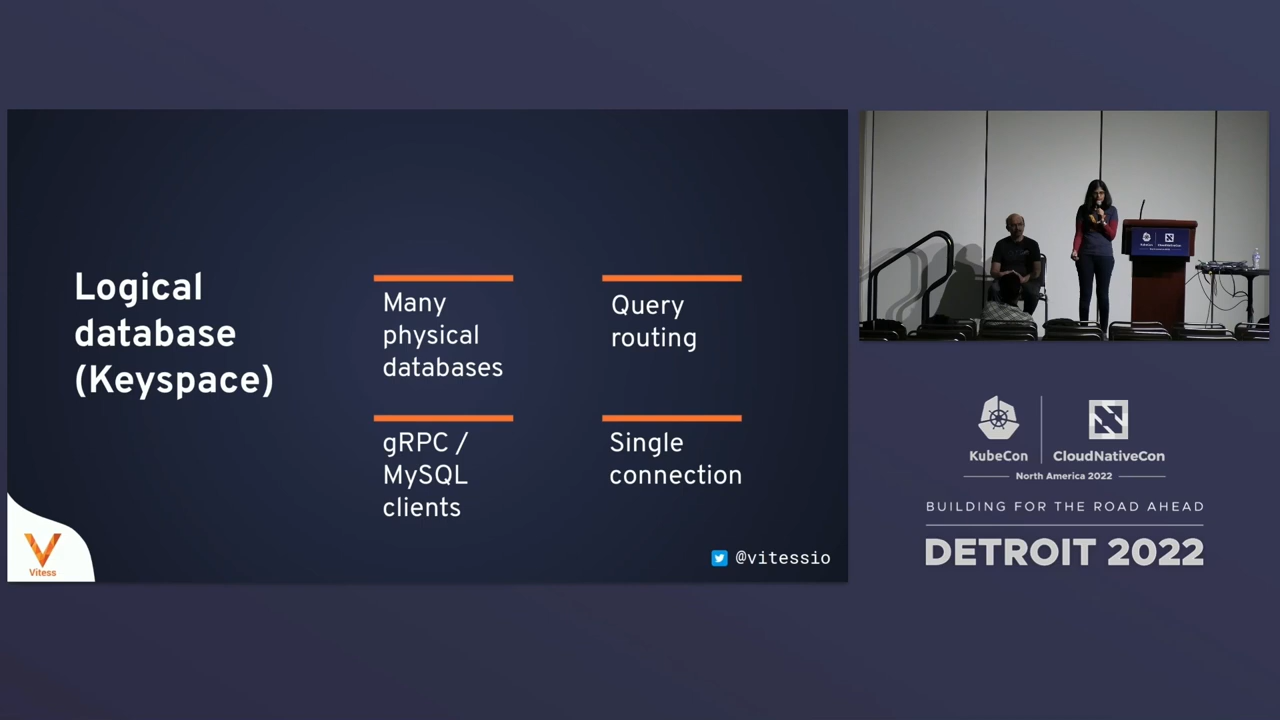 Logical
database
(Keyspace)
Many
physical
databases
Query
routing
gRPC /
MySQL
clients
Single
connection
Vitess
@vitessio
KubeCon
CloudNativeCon
North America 2022
BUILDING FOR THE ROAD AHEAD
DETROIT 2022